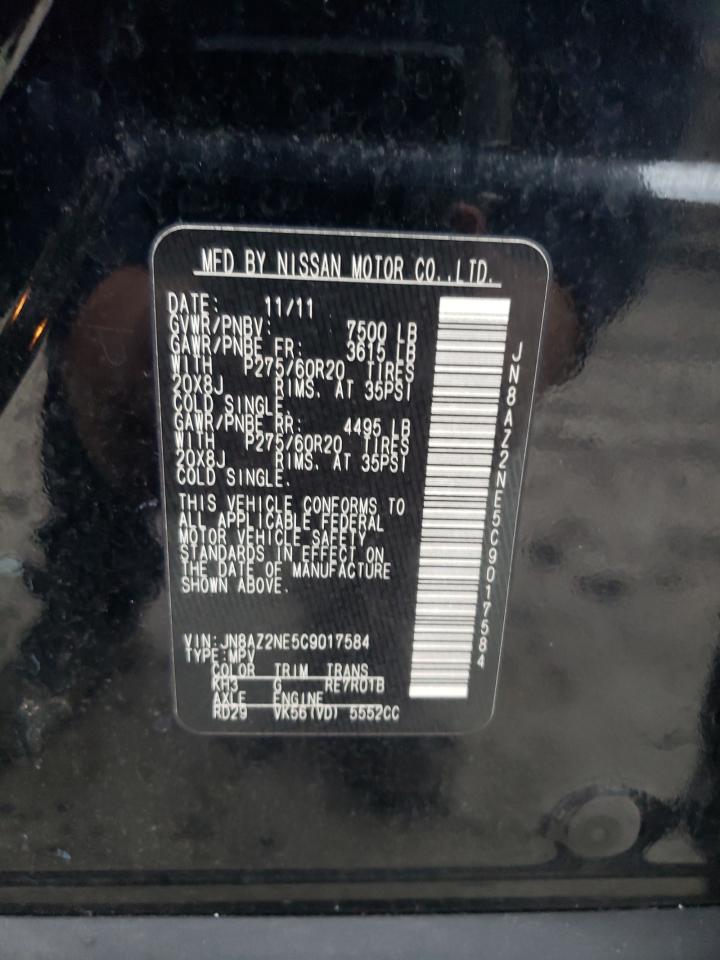 MFD BY NISSAN MOTOR CO.,LTD.
DATE: 11/11
GVWR/PNBV: 7500 LB
GAWR/PNBE FR: 3615 LB
WITH P275/60R20 TIRES
20X8J RIMS. AT 35PSI
COLD SINGLE.
GAWR/PNBE RR: 4495 LB
WITH P275/60R20 TIRES
20X8J RIMS. AT 35PSI
COLD SINGLE.
THIS VEHICLE CONFORMS TO
ALL APPLICABLE FEDERAL
MOTOR VEHICLE SAFETY
STANDARDS IN EFFECT ON
THE DATE OF MANUFACTURE
SHOWN ABOVE.
VIN:JN8AZ2NE5C9017584
TYPE:MPV
COLOR TRIM TRANS
KH3 G RE7R01B
AXLE ENGINE
RD29 VK56(VD) 5552CC
JN8AZ2NE5C9017584